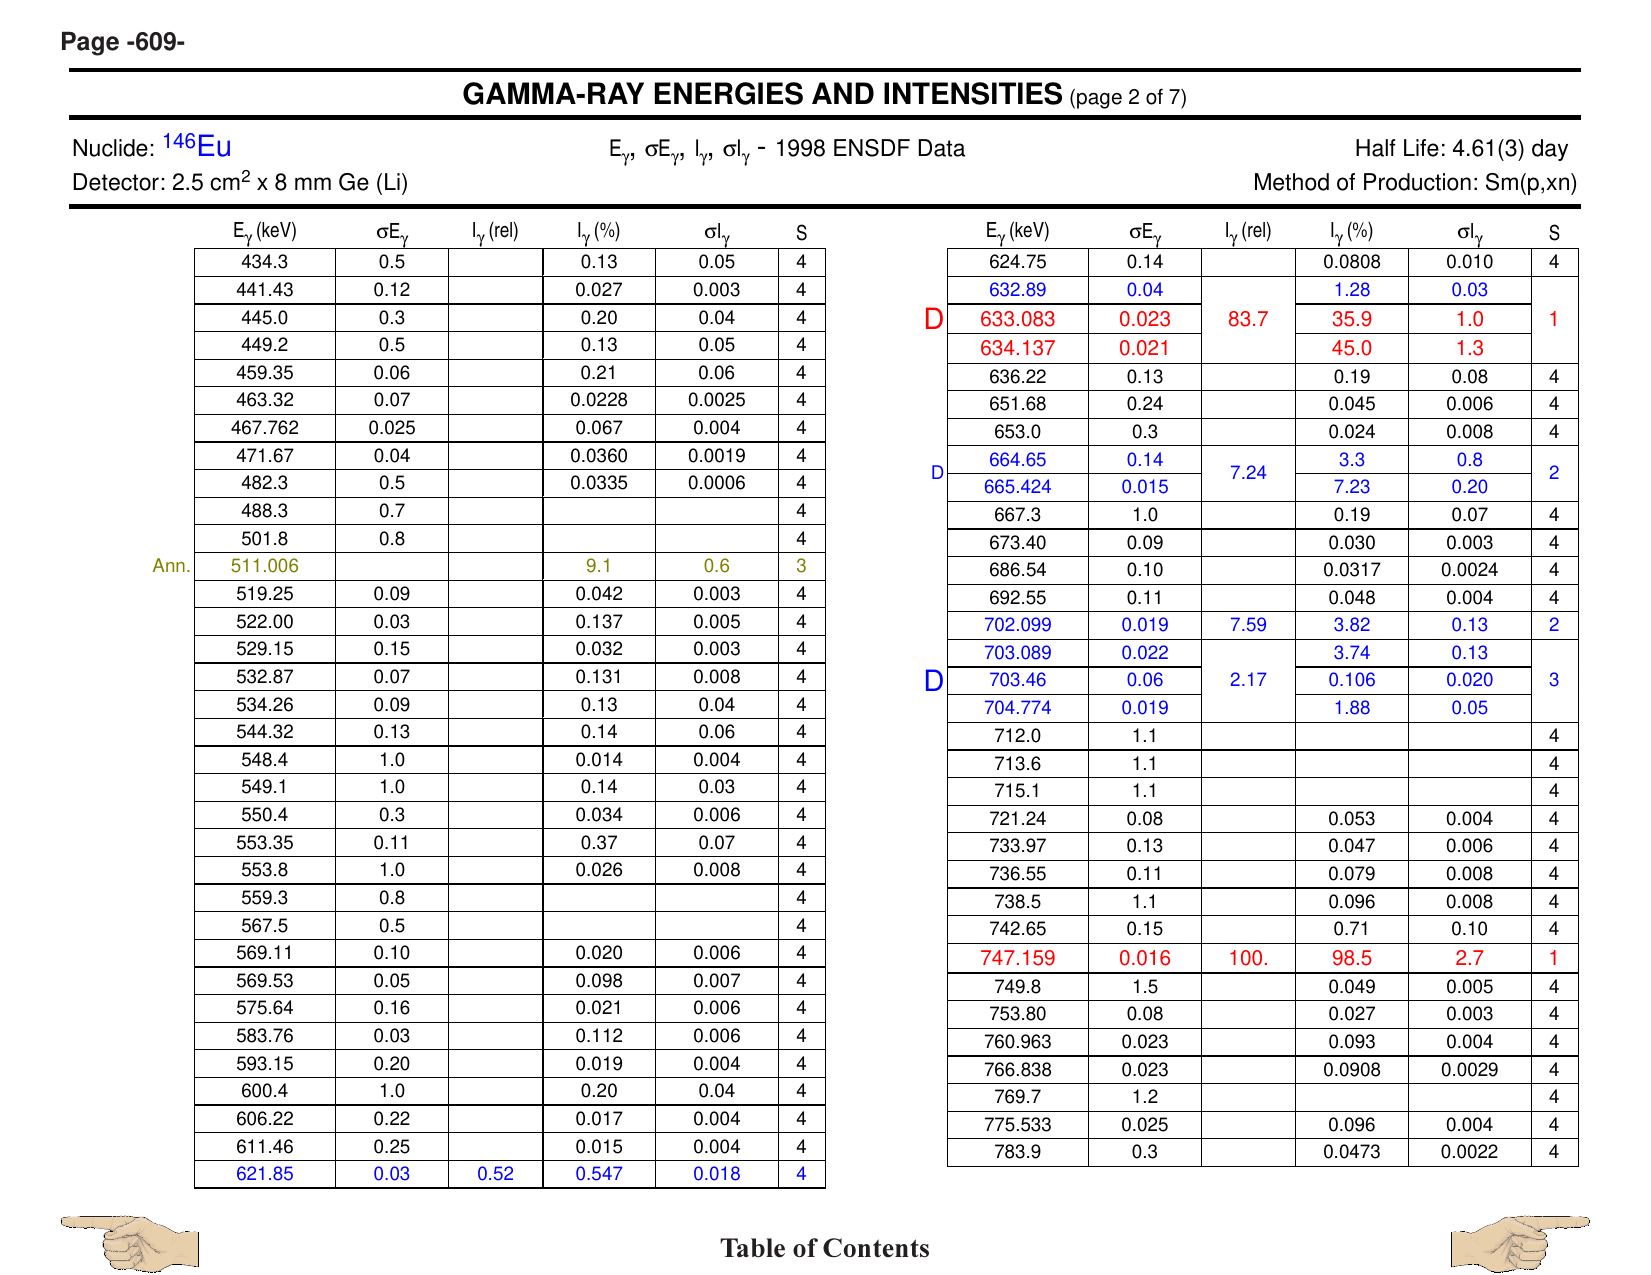 Page -609-
GAMMA-RAY ENERGIES AND INTENSITIES (page 2 of 7)
Nuclide: ¹⁴⁶Eu
Eγ, σEγ, Iγ, σIγ - 1998 ENSDF Data
Half Life: 4.61(3) day
Detector: 2.5 cm² x 8 mm Ge (Li)
Method of Production: Sm(p,xn)
Eγ (keV) σEγ Iγ (rel) Iγ (%) σIγ S
434.3 0.5 0.13 0.05 4
441.43 0.12 0.027 0.003 4
445.0 0.3 0.20 0.04 4
449.2 0.5 0.13 0.05 4
459.35 0.06 0.21 0.06 4
463.32 0.07 0.0228 0.0025 4
467.762 0.025 0.067 0.004 4
471.67 0.04 0.0360 0.0019 4
482.3 0.5 0.0335 0.0006 4
488.3 0.7 4
501.8 0.8 4
Ann. 511.006 9.1 0.6 3
519.25 0.09 0.042 0.003 4
522.00 0.03 0.137 0.005 4
529.15 0.15 0.032 0.003 4
532.87 0.07 0.131 0.008 4
534.26 0.09 0.13 0.04 4
544.32 0.13 0.14 0.06 4
548.4 1.0 0.014 0.004 4
549.1 1.0 0.14 0.03 4
550.4 0.3 0.034 0.006 4
553.35 0.11 0.37 0.07 4
553.8 1.0 0.026 0.008 4
559.3 0.8 4
567.5 0.5 4
569.11 0.10 0.020 0.006 4
569.53 0.05 0.098 0.007 4
575.64 0.16 0.021 0.006 4
583.76 0.03 0.112 0.006 4
593.15 0.20 0.019 0.004 4
600.4 1.0 0.20 0.04 4
606.22 0.22 0.017 0.004 4
611.46 0.25 0.015 0.004 4
621.85 0.03 0.52 0.547 0.018 4
Eγ (keV) σEγ Iγ (rel) Iγ (%) σIγ S
624.75 0.14 0.0808 0.010 4
632.89 0.04 1.28 0.03
D 633.083 0.023 83.7 35.9 1.0 1
634.137 0.021 45.0 1.3
636.22 0.13 0.19 0.08 4
651.68 0.24 0.045 0.006 4
653.0 0.3 0.024 0.008 4
664.65 0.14 3.3 0.8
D 7.24 2
665.424 0.015 7.23 0.20
667.3 1.0 0.19 0.07 4
673.40 0.09 0.030 0.003 4
686.54 0.10 0.0317 0.0024 4
692.55 0.11 0.048 0.004 4
702.099 0.019 7.59 3.82 0.13 2
703.089 0.022 3.74 0.13
D 703.46 0.06 2.17 0.106 0.020 3
704.774 0.019 1.88 0.05
712.0 1.1 4
713.6 1.1 4
715.1 1.1 4
721.24 0.08 0.053 0.004 4
733.97 0.13 0.047 0.006 4
736.55 0.11 0.079 0.008 4
738.5 1.1 0.096 0.008 4
742.65 0.15 0.71 0.10 4
747.159 0.016 100. 98.5 2.7 1
749.8 1.5 0.049 0.005 4
753.80 0.08 0.027 0.003 4
760.963 0.023 0.093 0.004 4
766.838 0.023 0.0908 0.0029 4
769.7 1.2 4
775.533 0.025 0.096 0.004 4
783.9 0.3 0.0473 0.0022 4
Table of Contents